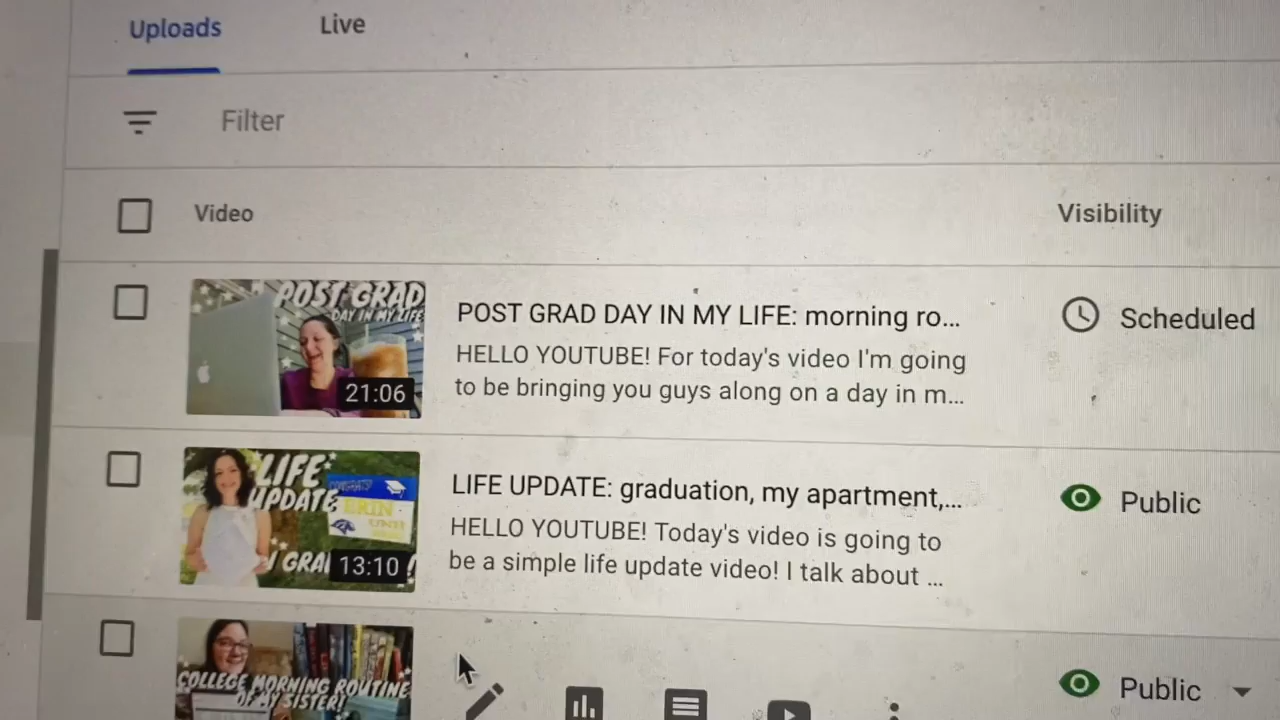 Uploads
Live
Filter
Video
Visibility
POST GRAD
DAY IN MY LIFE
21:06
POST GRAD DAY IN MY LIFE: morning ro...
HELLO YOUTUBE! For today's video I'm going
to be bringing you guys along on a day in m...
Scheduled
LIFE
UPDATE
CONGRATS
ERIN
I GRA
!
13:10
LIFE UPDATE: graduation, my apartment,...
HELLO YOUTUBE! Today's video is going to
be a simple life update video! I talk about ...
Public
COLLEGE MORNING ROUTINE
OF MY SISTER!
Public